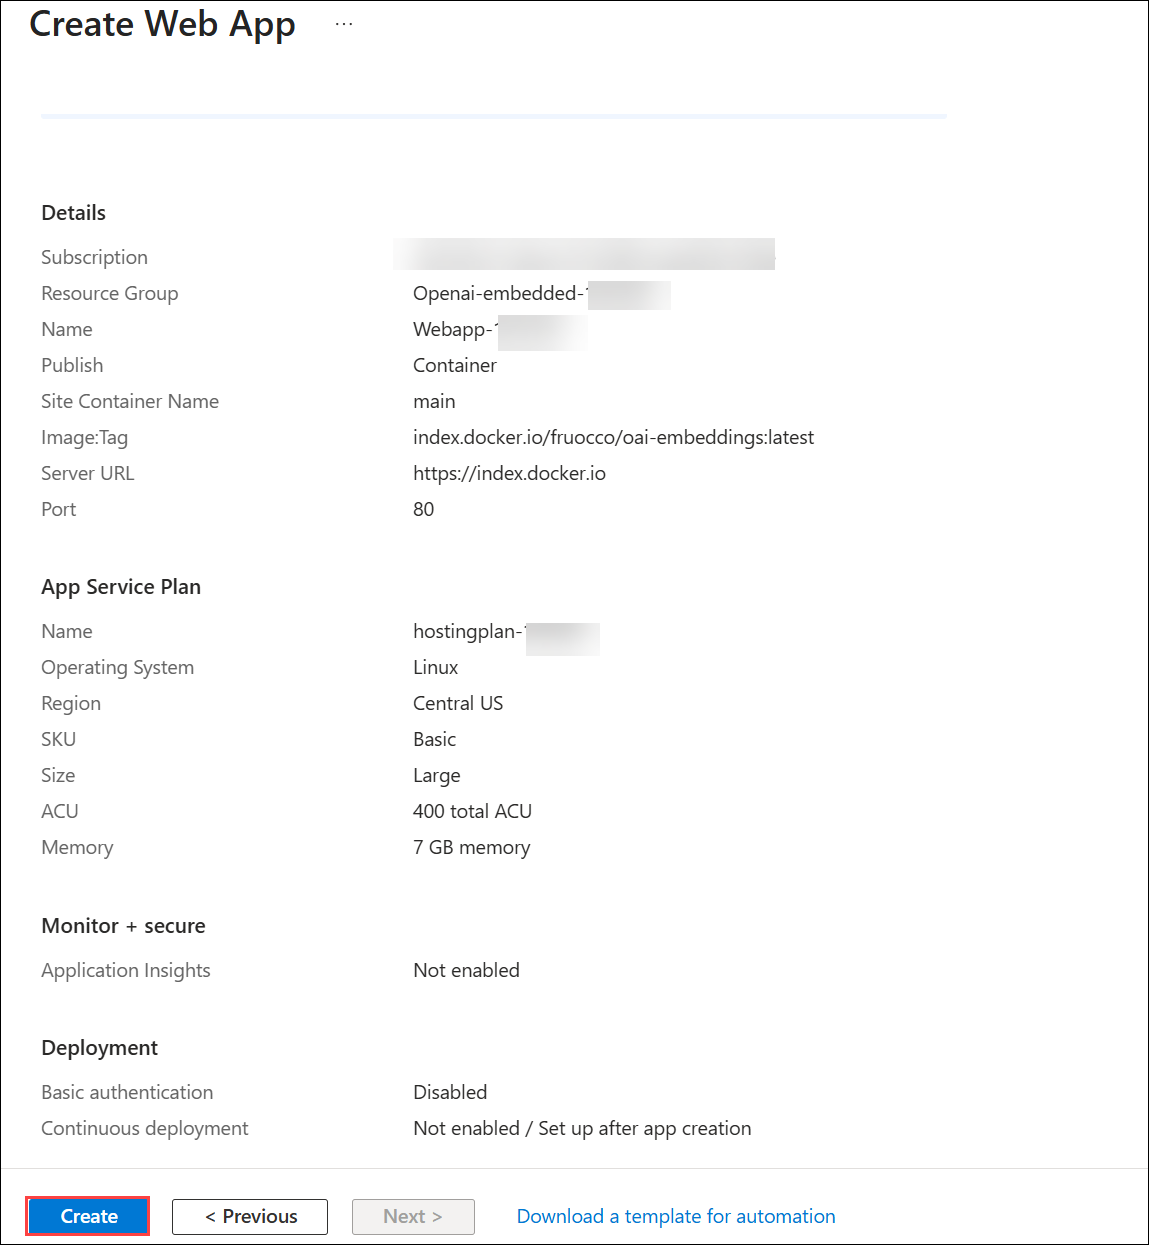 Create Web App ...
Details
Subscription
Resource Group Openai-embedded-
Name Webapp-
Publish Container
Site Container Name main
Image:Tag index.docker.io/fruocco/oai-embeddings:latest
Server URL https://index.docker.io
Port 80
App Service Plan
Name hostingplan-
Operating System Linux
Region Central US
SKU Basic
Size Large
ACU 400 total ACU
Memory 7 GB memory
Monitor + secure
Application Insights Not enabled
Deployment
Basic authentication Disabled
Continuous deployment Not enabled / Set up after app creation
Create < Previous Next > Download a template for automation